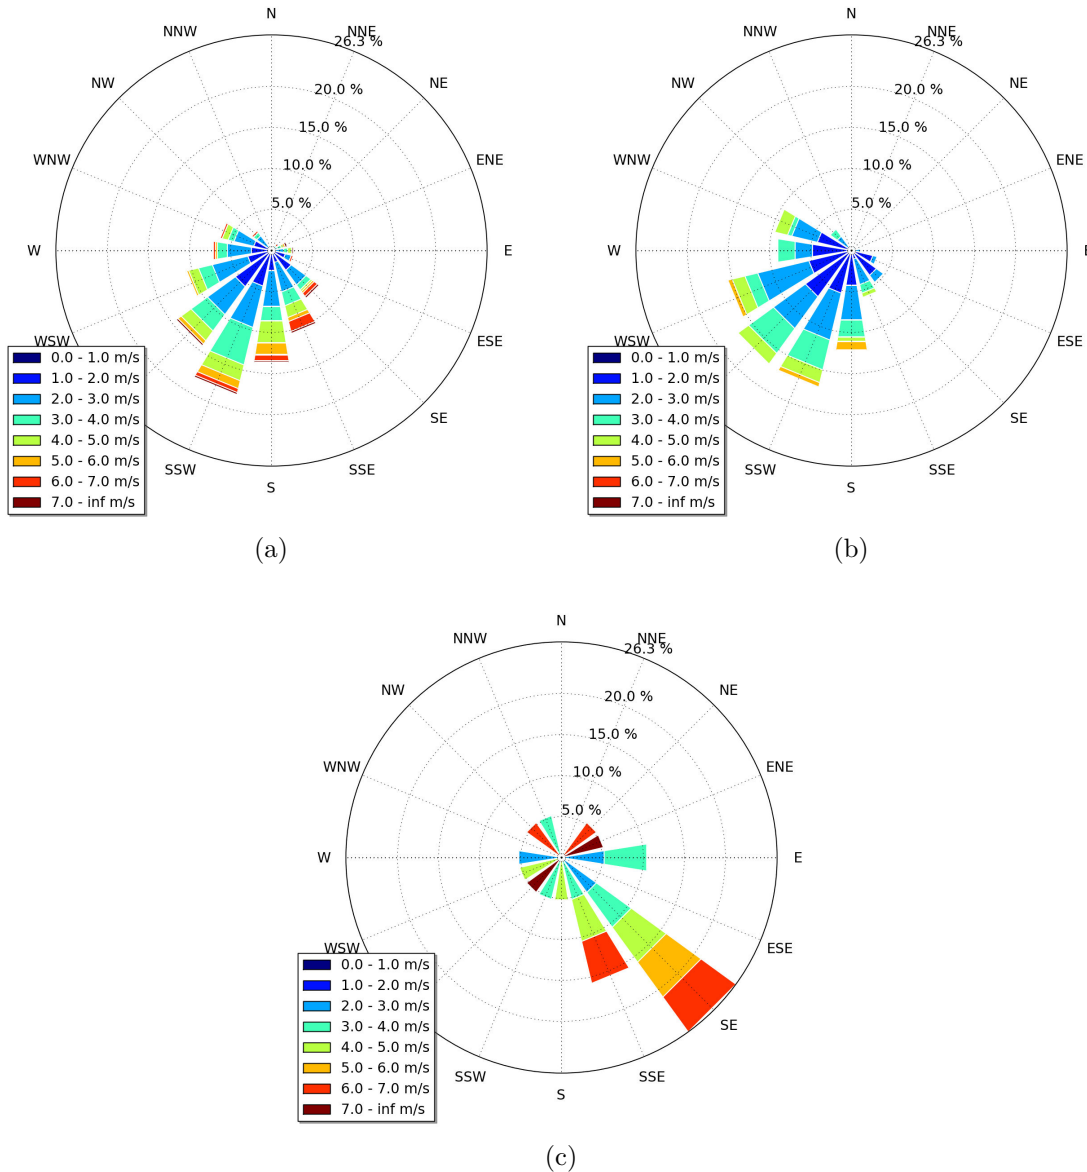 N
NNE
26.3 %
NE
ENE
E
ESE
SE
SSE
S
SSW
WSW
W
WNW
NW
NNW
20.0 %
15.0 %
10.0 %
5.0 %
0.0 - 1.0 m/s
1.0 - 2.0 m/s
2.0 - 3.0 m/s
3.0 - 4.0 m/s
4.0 - 5.0 m/s
5.0 - 6.0 m/s
6.0 - 7.0 m/s
7.0 - inf m/s
(a)
N
NNE
26.3 %
NE
ENE
ESE
SE
SSE
S
SSW
WSW
W
WNW
NW
NNW
20.0 %
15.0 %
10.0 %
5.0 %
0.0 - 1.0 m/s
1.0 - 2.0 m/s
2.0 - 3.0 m/s
3.0 - 4.0 m/s
4.0 - 5.0 m/s
5.0 - 6.0 m/s
6.0 - 7.0 m/s
7.0 - inf m/s
(b)
N
NNE
26.3 %
NE
ENE
E
ESE
SE
SSE
S
SSW
WSW
W
WNW
NW
NNW
20.0 %
15.0 %
10.0 %
5.0 %
0.0 - 1.0 m/s
1.0 - 2.0 m/s
2.0 - 3.0 m/s
3.0 - 4.0 m/s
4.0 - 5.0 m/s
5.0 - 6.0 m/s
6.0 - 7.0 m/s
7.0 - inf m/s
(c)